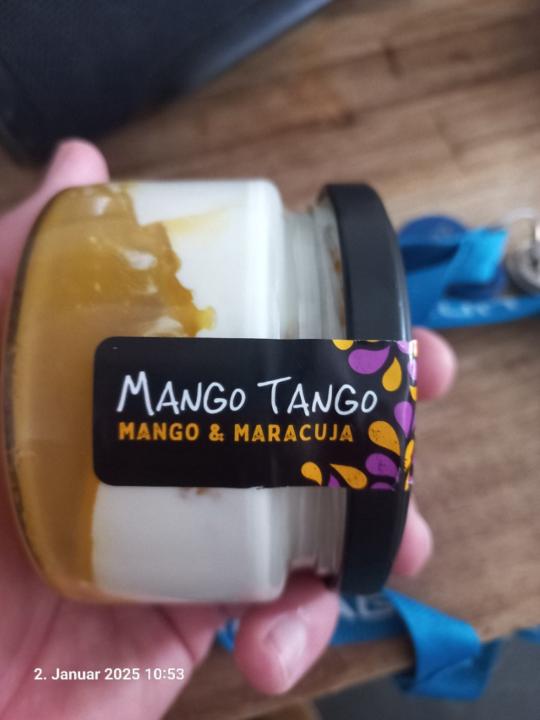 MANGO TANGO
MANGO & MARACUJA
2. Januar 2025 10:53